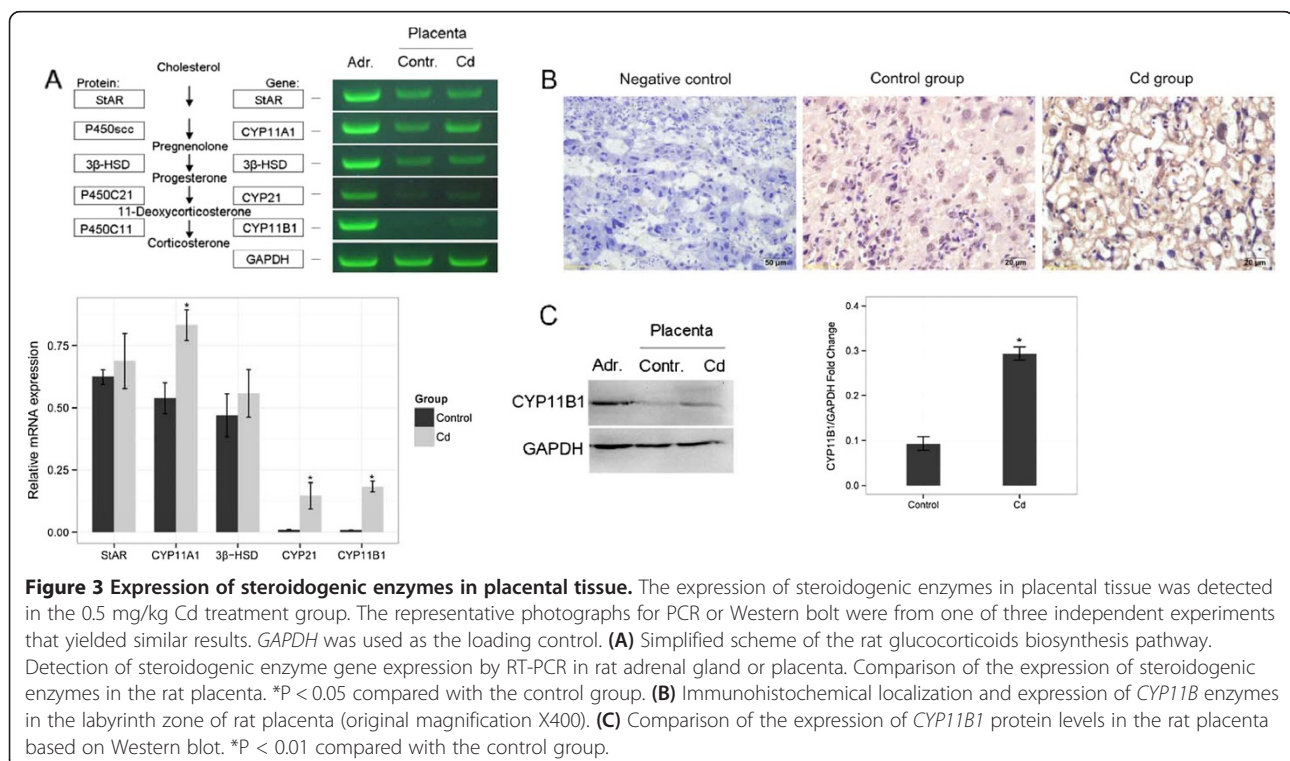 A
Protein:
Cholesterol
Gene:
Adr.
Placenta
Contr.
Cd
StAR
StAR
P450scc
CYP11A1
Pregnenolone
3β-HSD
3β-HSD
Progesterone
P450C21
CYP21
11-Deoxycorticosterone
P450C11
CYP11B1
Corticosterone
GAPDH
B
Negative control
Control group
Cd group
50 μm
20 μm
20 μm
Relative mRNA expression
0.75
0.50
0.25
0.00
*
*
*
StAR
CYP11A1
3β-HSD
CYP21
CYP11B1
Group
Control
Cd
C
Placenta
Adr.
Contr.
Cd
CYP11B1
GAPDH
CYP11B1/GAPDH Fold Change
0.4
0.3
0.2
0.1
0.0
*
Control
Cd
Figure 3 Expression of steroidogenic enzymes in placental tissue. The expression of steroidogenic enzymes in placental tissue was detected
in the 0.5 mg/kg Cd treatment group. The representative photographs for PCR or Western bolt were from one of three independent experiments
that yielded similar results. GAPDH was used as the loading control. (A) Simplified scheme of the rat glucocorticoids biosynthesis pathway.
Detection of steroidogenic enzyme gene expression by RT-PCR in rat adrenal gland or placenta. Comparison of the expression of steroidogenic
enzymes in the rat placenta. *P < 0.05 compared with the control group. (B) Immunohistochemical localization and expression of CYP11B enzymes
in the labyrinth zone of rat placenta (original magnification X400). (C) Comparison of the expression of CYP11B1 protein levels in the rat placenta
based on Western blot. *P < 0.01 compared with the control group.